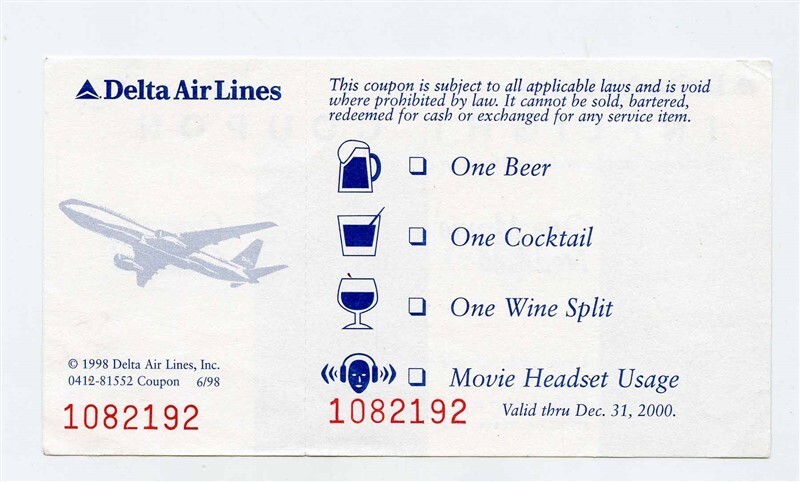 Delta Air Lines
This coupon is subject to all applicable laws and is void
where prohibited by law. It cannot be sold, bartered,
redeemed for cash or exchanged for any service item.
One Beer
One Cocktail
One Wine Split
Movie Headset Usage
Valid thru Dec. 31, 2000.
© 1998 Delta Air Lines, Inc.
0412-81552 Coupon 6/98
1082192
1082192